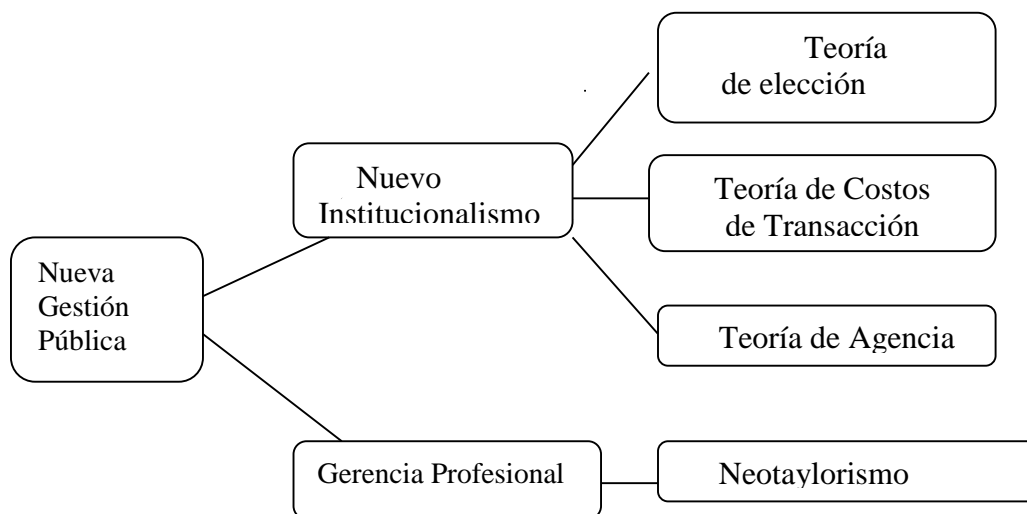 Nueva
Gestión
Pública
Nuevo
Institucionalismo
Teoría
de elección
Teoría de Costos
de Transacción
Teoría de Agencia
Gerencia Profesional
Neotaylorismo